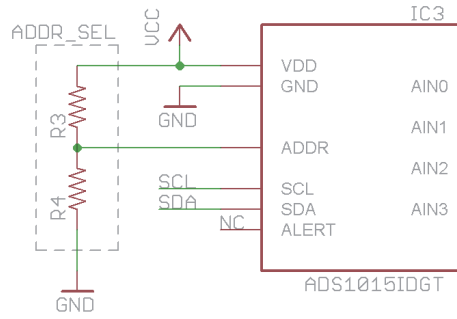 IC3
ADDR_SEL
VCC
VDD
GND
AIN0
GND
R3
AIN1
ADDR
AIN2
SCL
SCL
R4
SDA
SDA
AIN3
NC
ALERT
ADS1015IDGT
GND